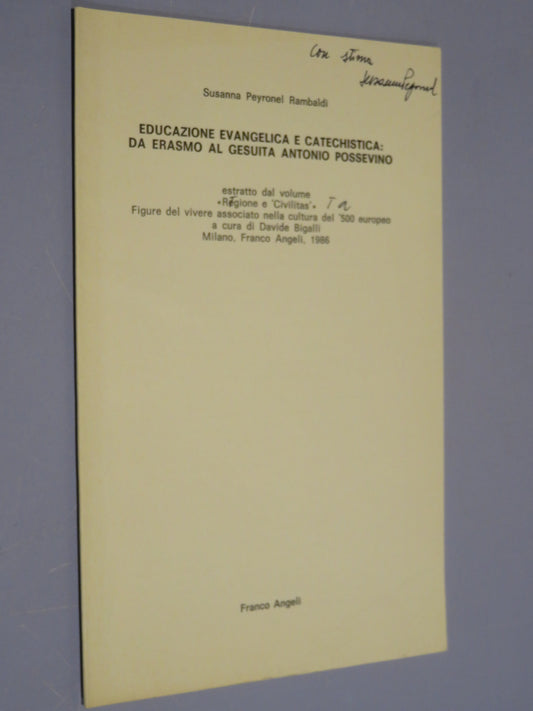 Con stima
Susanna Peyronel
Susanna Peyronel Rambaldi
EDUCAZIONE EVANGELICA E CATECHISTICA:
DA ERASMO AL GESUITA ANTONIO POSSEVINO
estratto dal volume
«Regione e 'Civilitas'»
Figure del vivere associato nella cultura del '500 europeo
a cura di Davide Bigalli
Milano, Franco Angeli, 1986
Franco Angeli